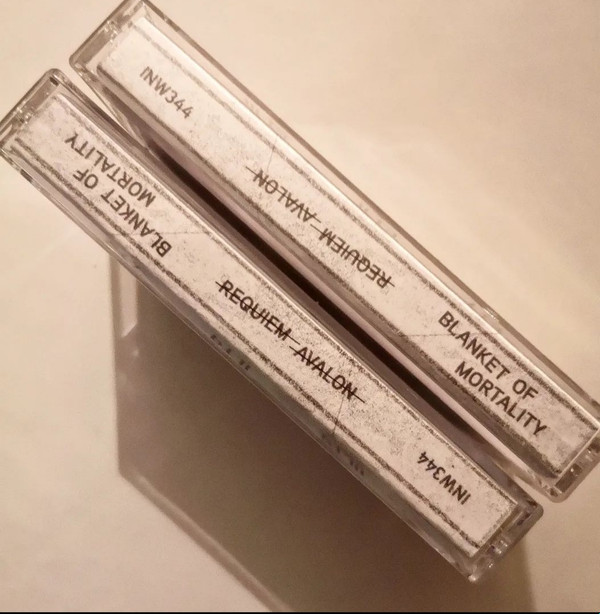 INW344
REQUIEM AVALON
BLANKET OF
MORTALITY
BLANKET OF
MORTALITY
REQUIEM AVALON
INW344